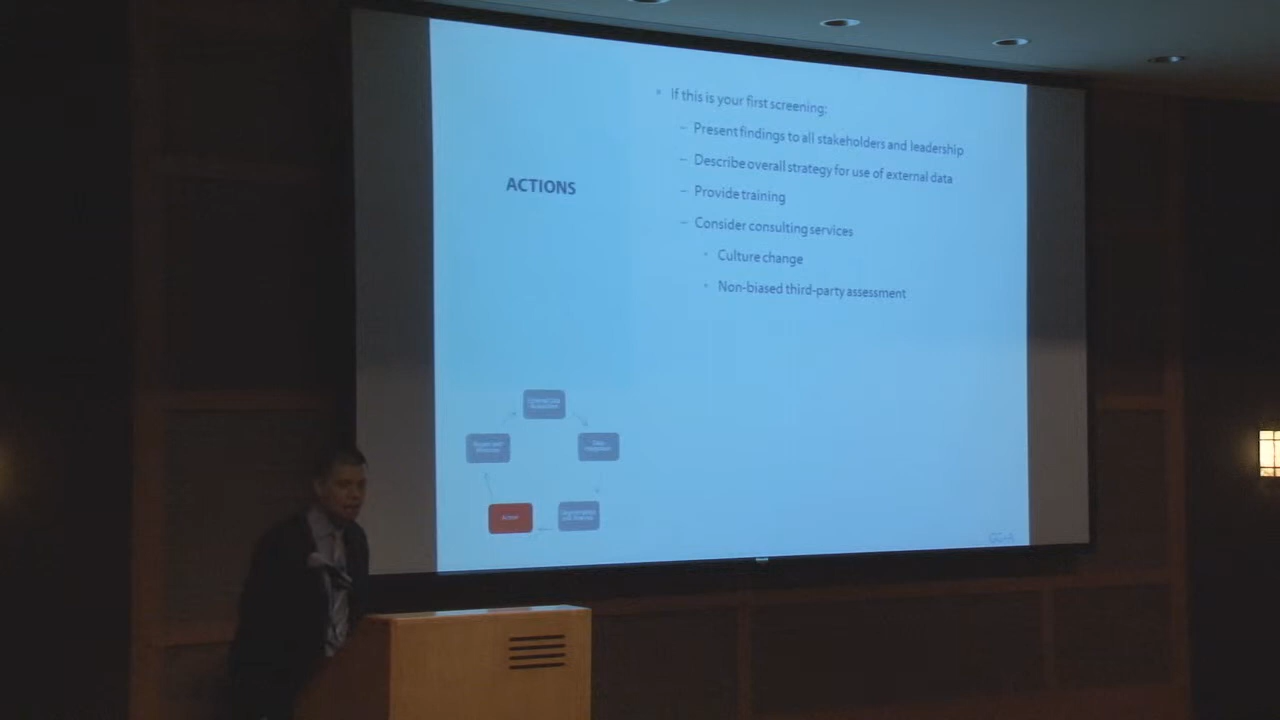 ACTIONS
If this is your first screening:
Present findings to all stakeholders and leadership
Describe overall strategy for use of external data
Provide training
Consider consulting services
Culture change
Non-biased third-party assessment